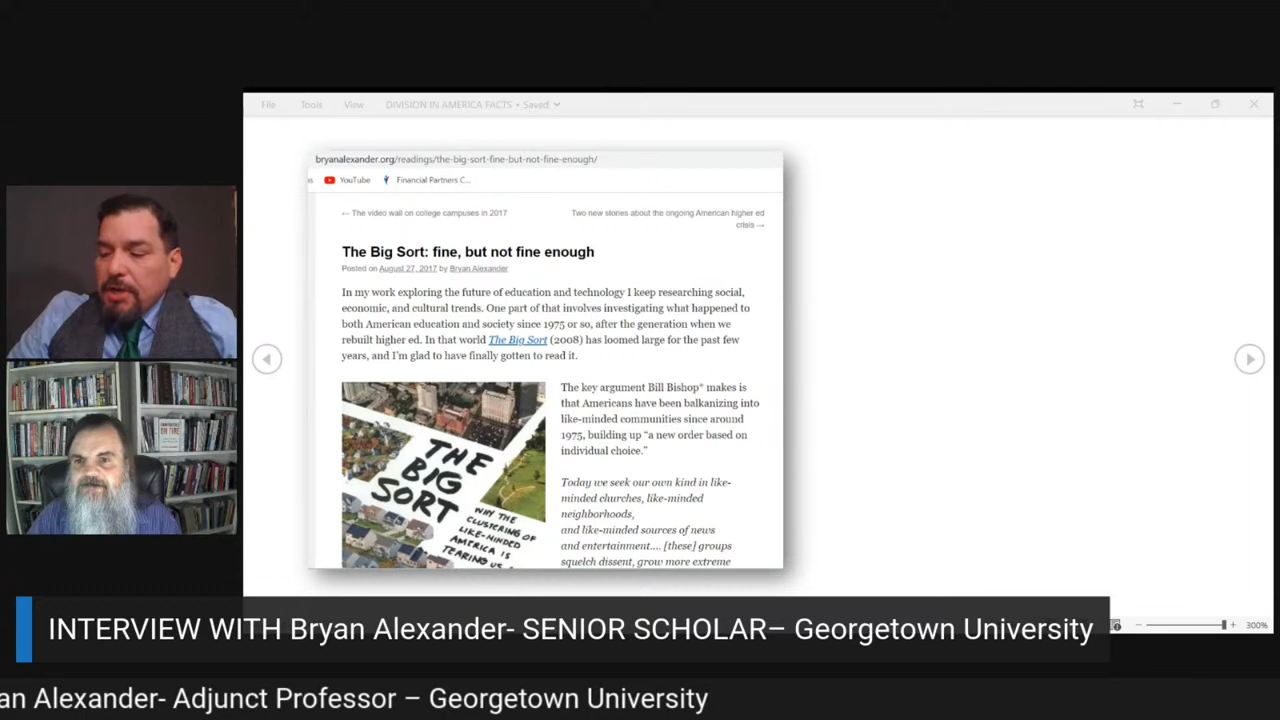 File Tools View DIVISION IN AMERICA FACTS • Saved
bryanalexander.org/readings/the-big-sort-fine-but-not-fine-enough/
YouTube Financial Partners C...
← The video wall on college campuses in 2017
Two new stories about the ongoing American higher ed
crisis →
The Big Sort: fine, but not fine enough
Posted on August 27, 2017 by Bryan Alexander
In my work exploring the future of education and technology I keep researching social,
economic, and cultural trends. One part of that involves investigating what happened to
both American education and society since 1975 or so, after the generation when we
rebuilt higher ed. In that world The Big Sort (2008) has loomed large for the past few
years, and I'm glad to have finally gotten to read it.
THE
BIG
SORT
WHY THE
CLUSTERING OF
LIKE-MINDED
AMERICA IS
TEARING US
The key argument Bill Bishop* makes is
that Americans have been balkanizing into
like-minded communities since around
1975, building up “a new order based on
individual choice.”
Today we seek our own kind in like-
minded churches, like-minded
neighborhoods,
and like-minded sources of news
and entertainment.... [these] groups
squelch dissent, grow more extreme
ON FIRE
INTERVIEW WITH Bryan Alexander- SENIOR SCHOLAR– Georgetown University
300%
an Alexander- Adjunct Professor – Georgetown University